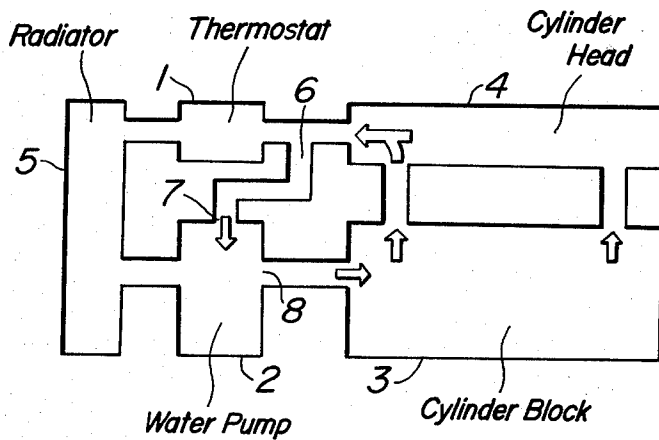 Radiator
Thermostat
Cylinder
Head
1
4
6
5
7
8
2
3
Water Pump
Cylinder Block